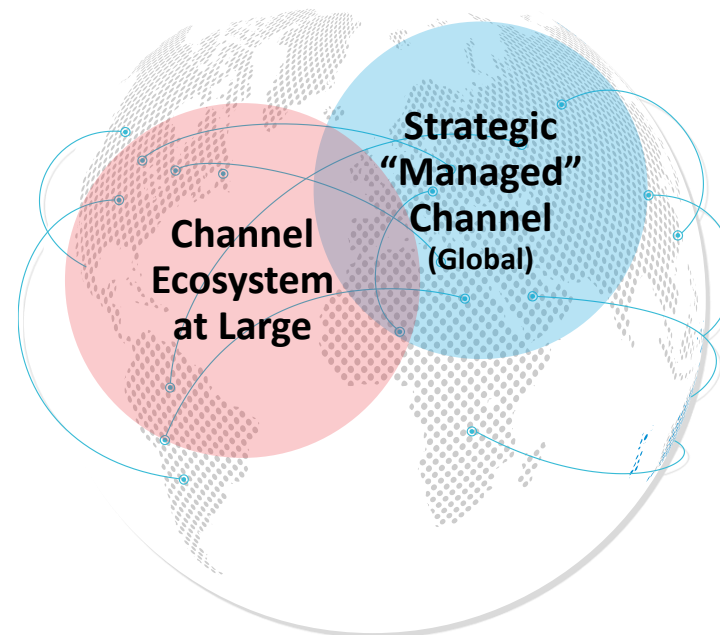 Strategic
“Managed”
Channel
(Global)
Channel
Ecosystem
at Large